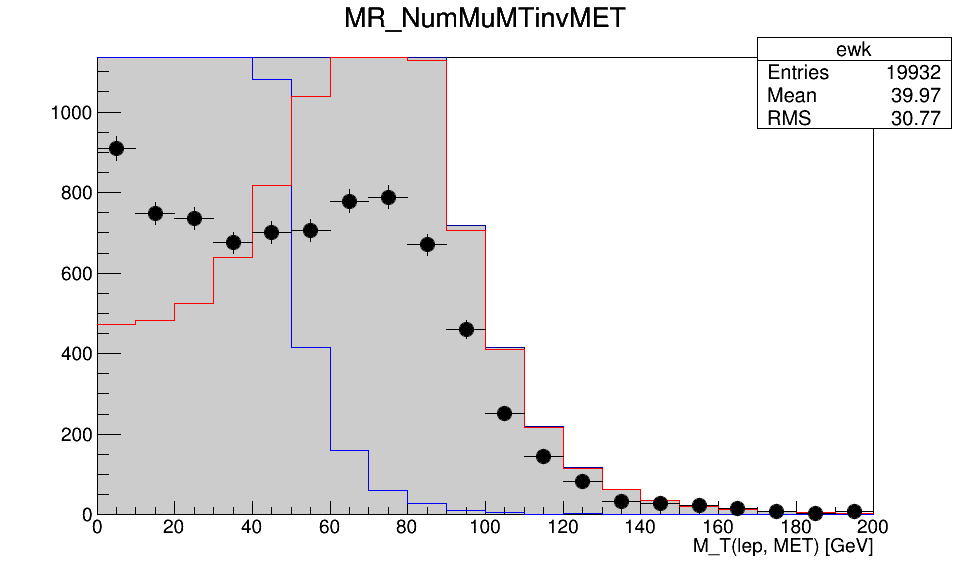 MR_NumMuMTinvMET
ewk
Entries 19932
Mean 39.97
RMS 30.77
1000
800
600
400
200
0
0 20 40 60 80 100 120 140 160 180 200
M_T(lep, MET) [GeV]